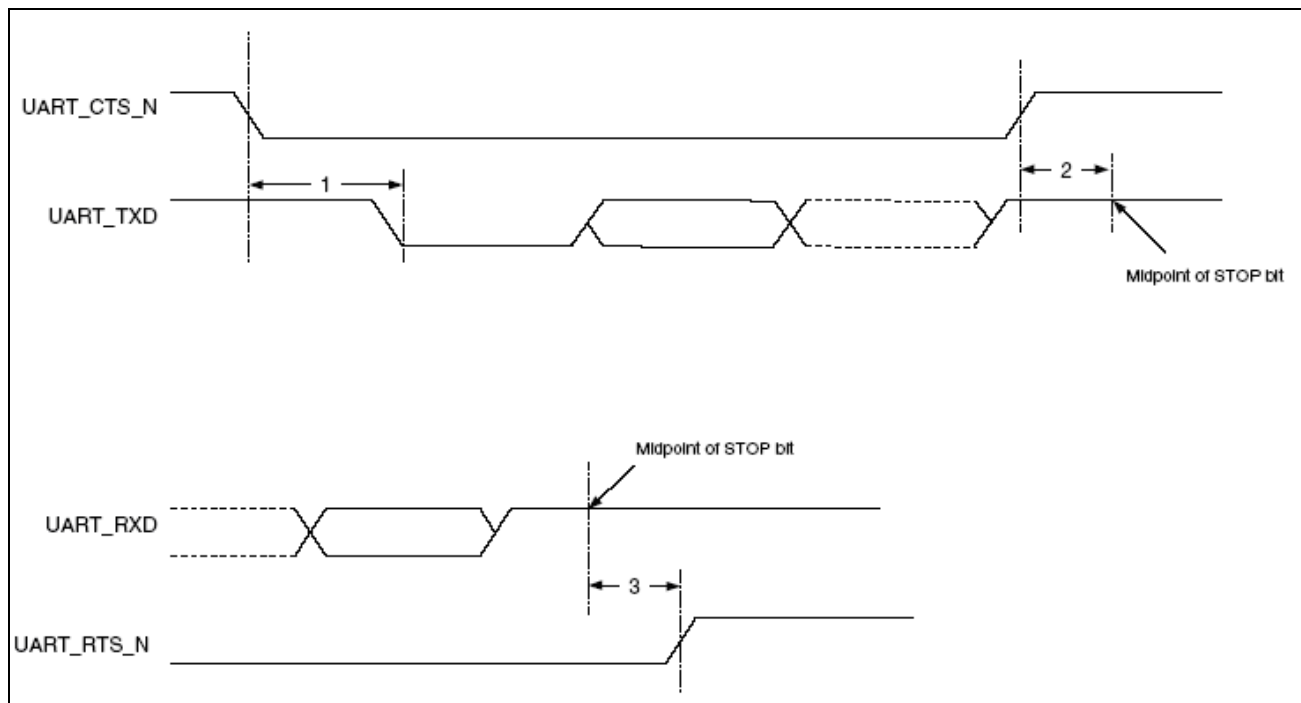 UART_CTS_N
1
2
UART_TXD
Midpoint of STOP bit
Midpoint of STOP bit
UART_RXD
3
UART_RTS_N